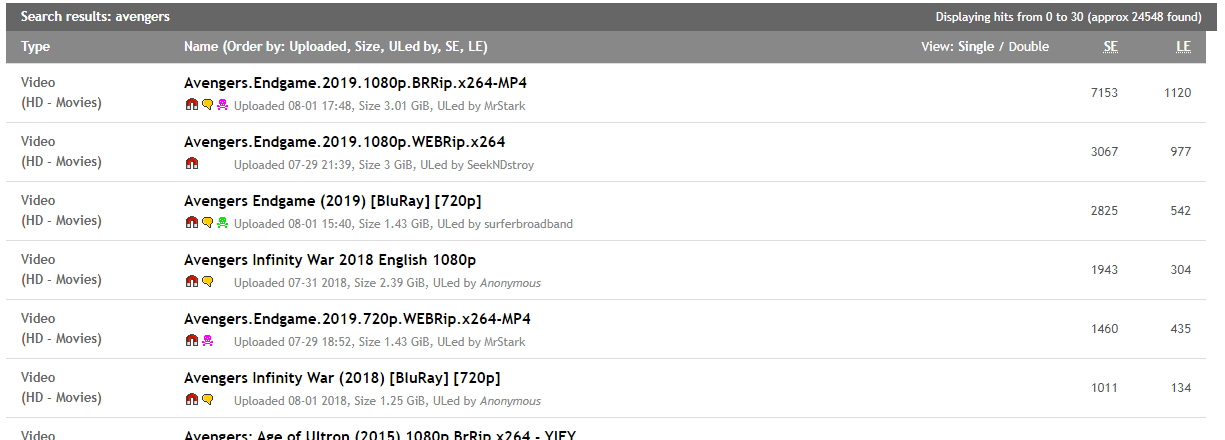 Search results: avengers Displaying hits from 0 to 30 (approx 24548 found)
Type Name (Order by: Uploaded, Size, ULed by, SE, LE) View: Single / Double SE LE
Video
(HD - Movies)
Avengers.Endgame.2019.1080p.BRRip.x264-MP4
Uploaded 08-01 17:48, Size 3.01 GiB, ULed by MrStark
7153 1120
Video
(HD - Movies)
Avengers.Endgame.2019.1080p.WEBRip.x264
Uploaded 07-29 21:39, Size 3 GiB, ULed by SeekNDstroy
3067 977
Video
(HD - Movies)
Avengers Endgame (2019) [BluRay] [720p]
Uploaded 08-01 15:40, Size 1.43 GiB, ULed by surferbroadband
2825 542
Video
(HD - Movies)
Avengers Infinity War 2018 English 1080p
Uploaded 07-31 2018, Size 2.39 GiB, ULed by Anonymous
1943 304
Video
(HD - Movies)
Avengers.Endgame.2019.720p.WEBRip.x264-MP4
Uploaded 07-29 18:52, Size 1.43 GiB, ULed by MrStark
1460 435
Video
(HD - Movies)
Avengers Infinity War (2018) [BluRay] [720p]
Uploaded 08-01 2018, Size 1.25 GiB, ULed by Anonymous
1011 134
Video
Avengers: Age of Ultron (2015) 1080p BrRip x264 - YIFY